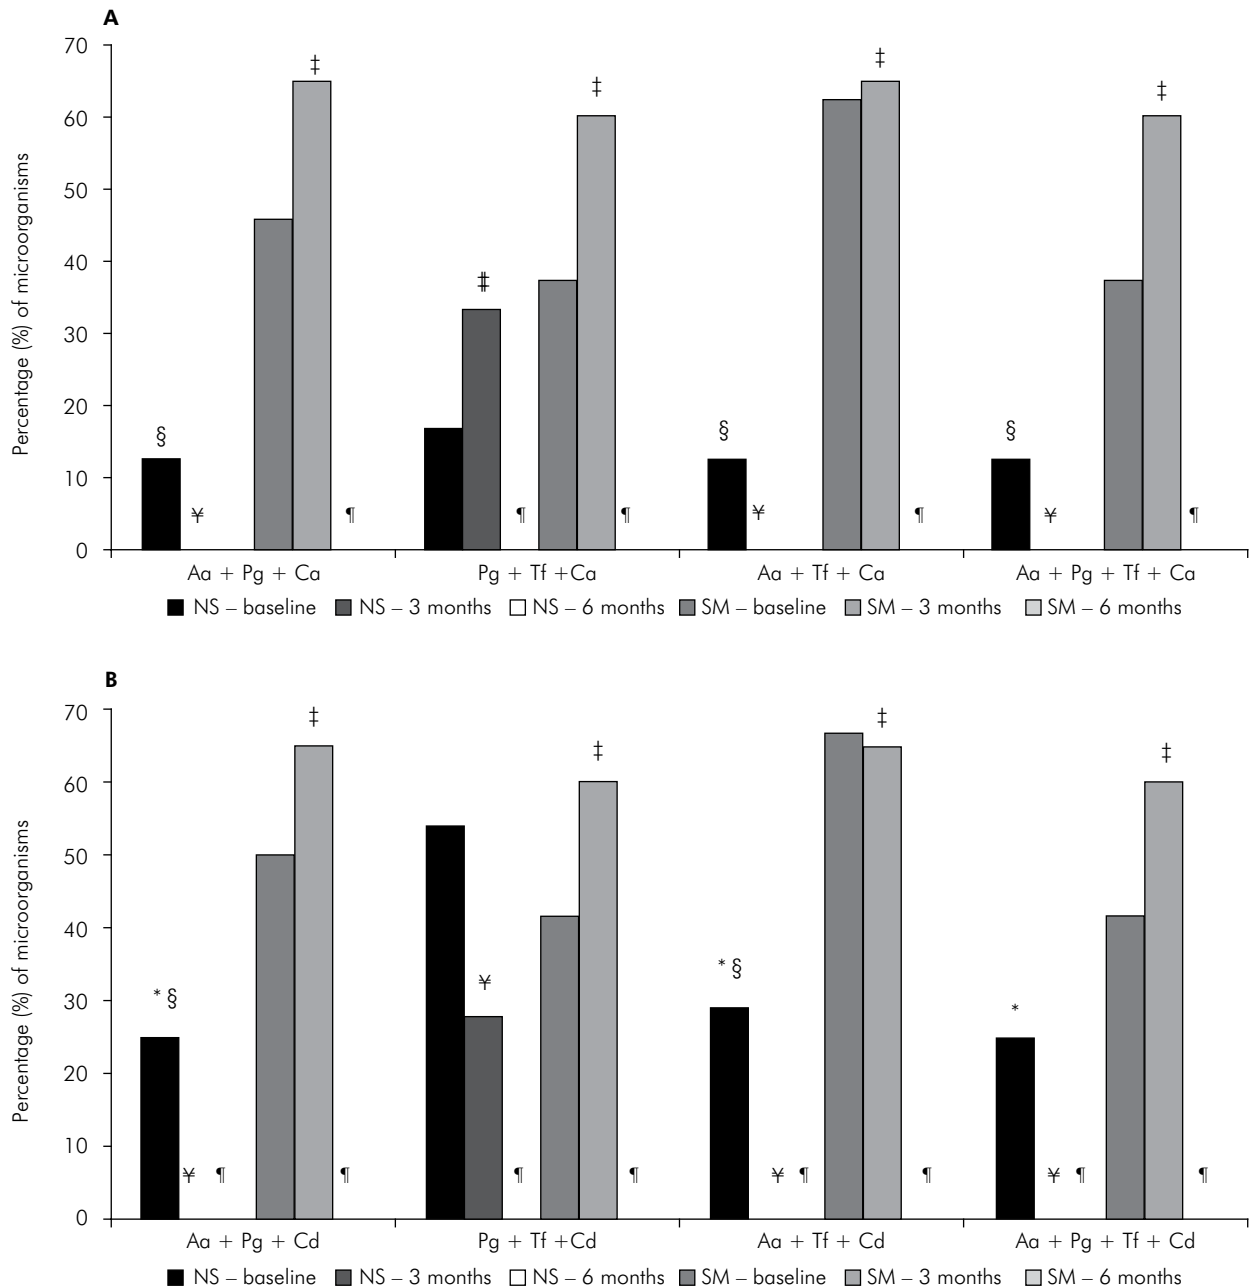 A
Percentage (%) of microorganisms
70
60
50
40
30
20
10
0
‡ ‡ ‡ ‡
‡
§ § §
¥ ¶ ¶ ¶ ¥ ¶ ¥ ¶
Aa + Pg + Ca Pg + Tf +Ca Aa + Tf + Ca Aa + Pg + Tf + Ca
NS – baseline NS – 3 months NS – 6 months SM – baseline SM – 3 months SM – 6 months
B
Percentage (%) of microorganisms
70
60
50
40
30
20
10
0
‡ ‡ ‡ ‡
* § ¥ * § *
¥ ¶ ¶ ¶ ¶ ¥ ¶ ¶ ¥ ¶ ¶
Aa + Pg + Cd Pg + Tf +Cd Aa + Tf + Cd Aa + Pg + Tf + Cd
NS – baseline NS – 3 months NS – 6 months SM – baseline SM – 3 months SM – 6 months